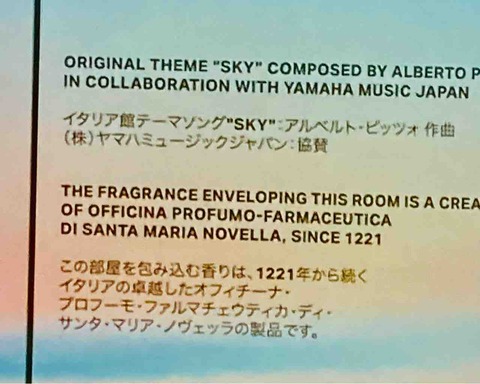 ORIGINAL THEME "SKY" COMPOSED BY ALBERTO
IN COLLABORATION WITH YAMAHA MUSIC JAPAN
イタリア館テーマソング"SKY":アルベルト・ピッツォ 作曲
(株)ヤマハミュージックジャパン:協賛
THE FRAGRANCE ENVELOPING THIS ROOM IS A
OF OFFICINA PROFUMO-FARMACEUTICA
DI SANTA MARIA NOVELLA, SINCE 1221
この部屋を包み込む香りは、1221年から続く
イタリアの卓越したオフィチーナ・
プロフーモ・ファルマチェウティカ・ディ・
サンタ・マリア・ノヴェッラの製品です。